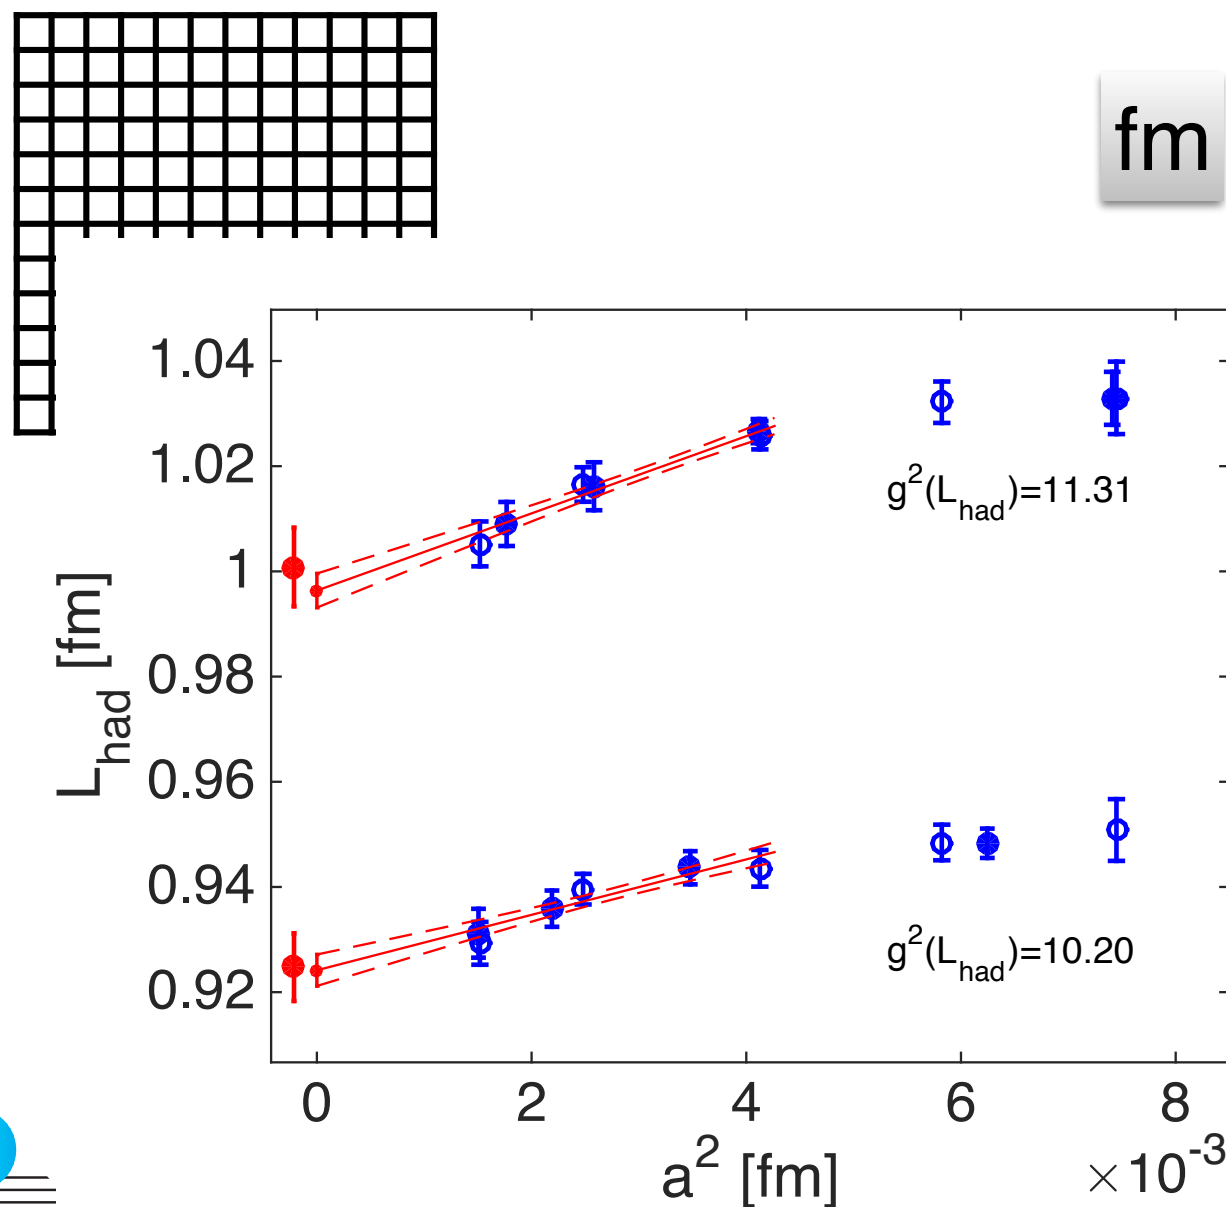 fm
1.04
1.02
1
0.98
0.96
0.94
0.92
L_had [fm]
g²(L_had)=11.31
g²(L_had)=10.20
0 2 4 6 8
a² [fm] ×10⁻³